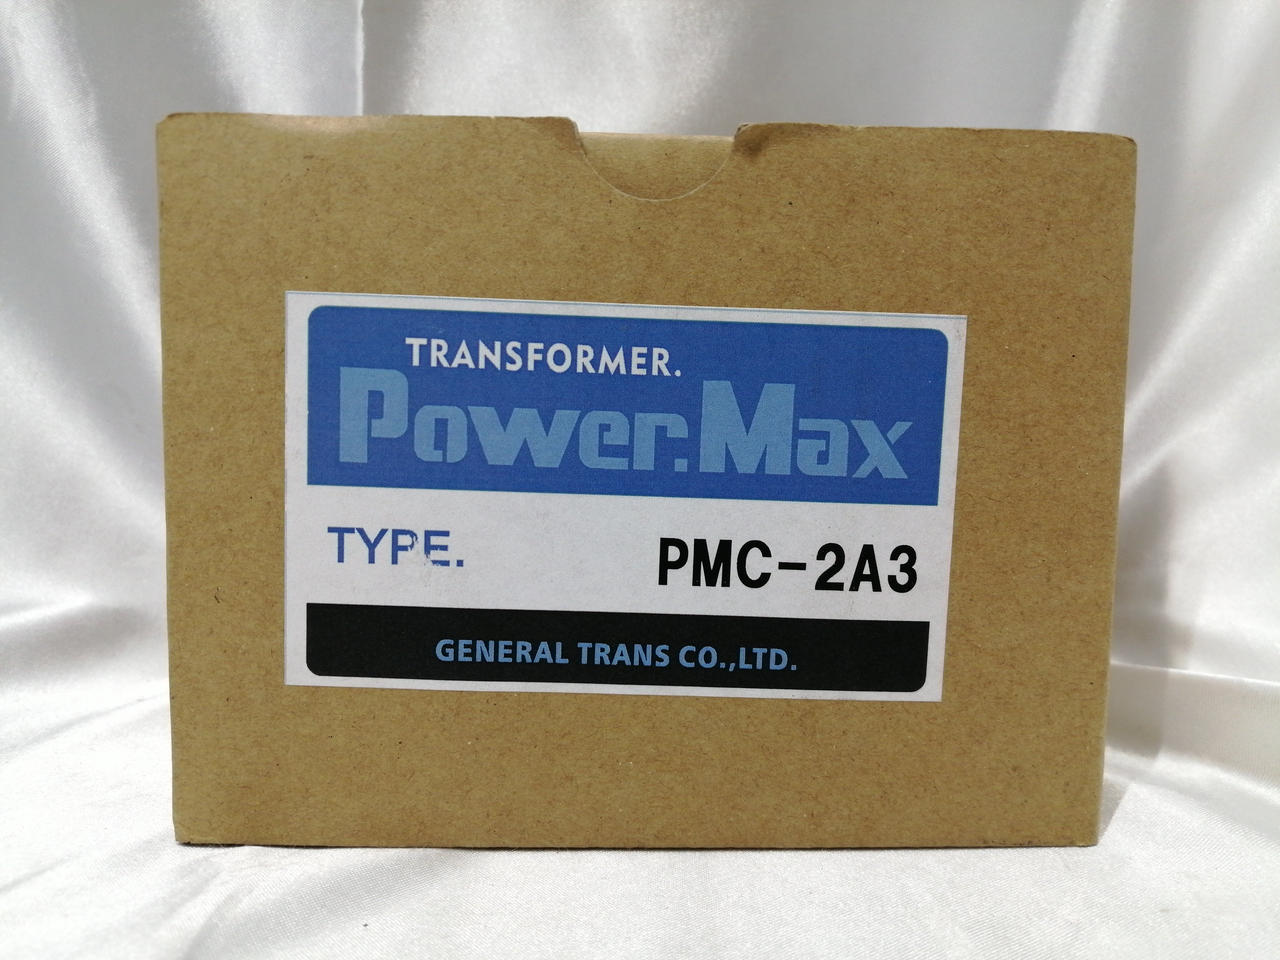 TRANSFORMER.
Power.Max
TYPE. PMC-2A3
GENERAL TRANS CO.,LTD.